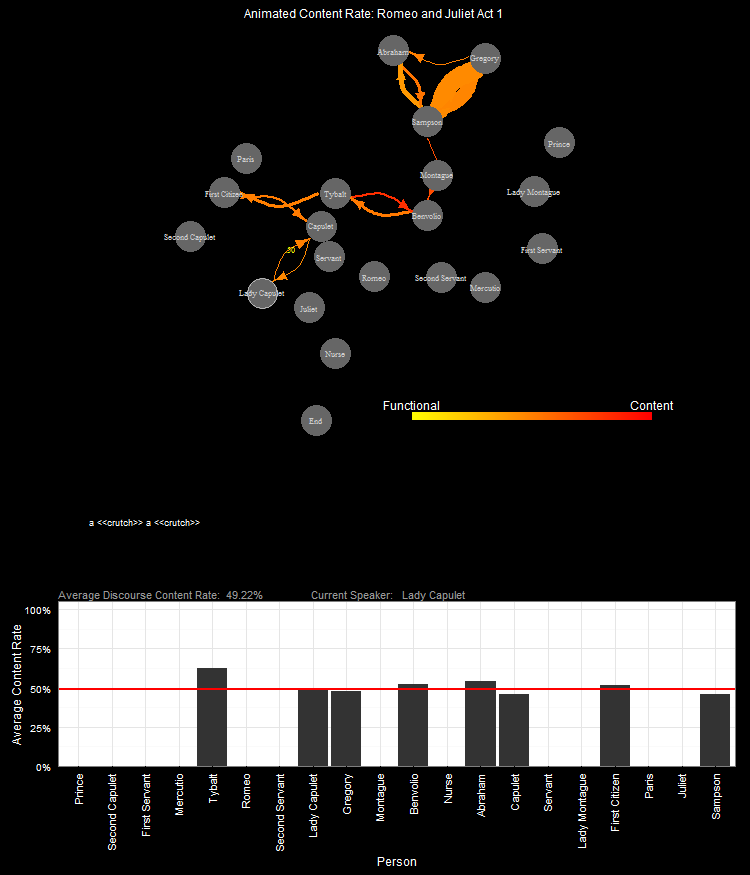 Animated Content Rate: Romeo and Juliet Act 1
Abraham
Gregory
Sampson
Prince
Paris
Montague
First Citizen
Tybalt
Lady Montague
Benvolio
Capulet
Second Capulet
First Servant
.50
Servant
Romeo
Second Servant
Mercutio
Lady Capulet
Juliet
Nurse
Functional
Content
End
a <<crutch>> a <<crutch>>
Average Discourse Content Rate: 49.22%
Current Speaker: Lady Capulet
100%
75%
50%
25%
0%
Average Content Rate
Prince
Second Capulet
First Servant
Mercutio
Tybalt
Romeo
Second Servant
Lady Capulet
Gregory
Montague
Benvolio
Nurse
Abraham
Capulet
Servant
Lady Montague
First Citizen
Paris
Juliet
Sampson
Person